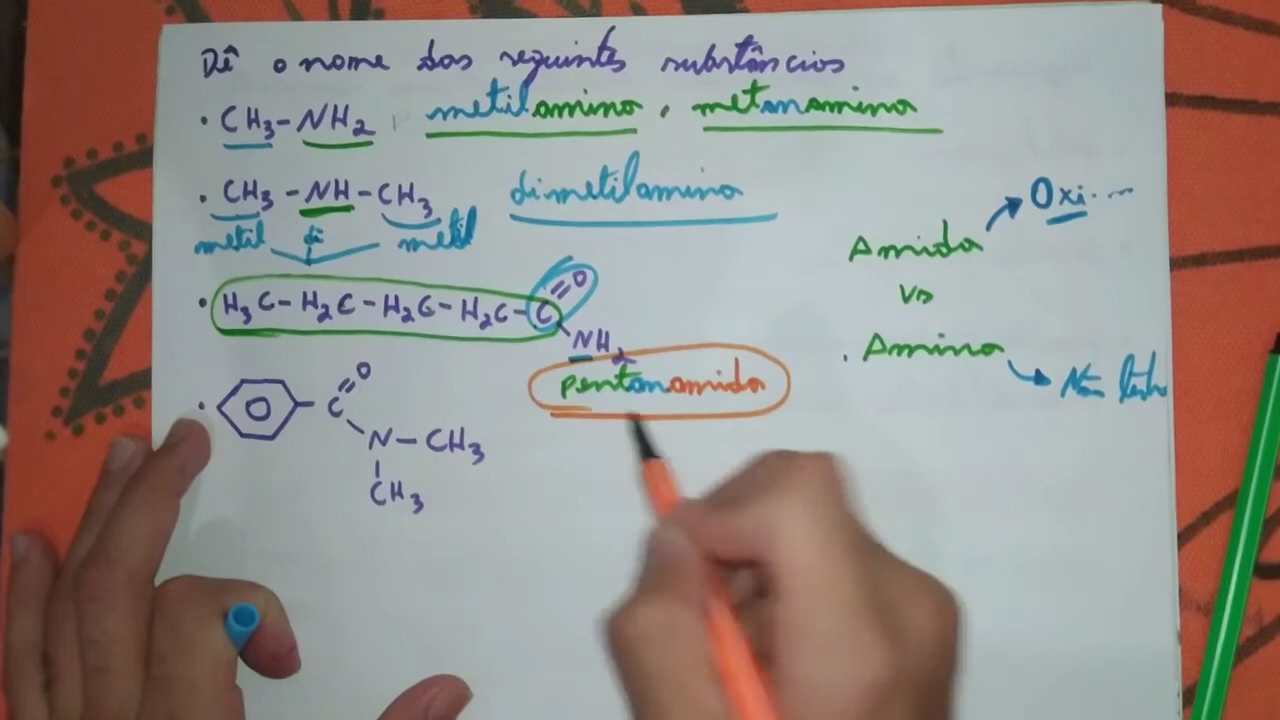 Dê o nome das seguintes substâncias
• CH3-NH2 metilamina, metanamina
• CH3-NH-CH3 dimetilamina
metil di metil
• H3C-H2C-H2C-H2C-C=O
NH2
pentanamida
C=O
N-CH3
CH3
Oxi...
Amida
vs
• Amina
Não